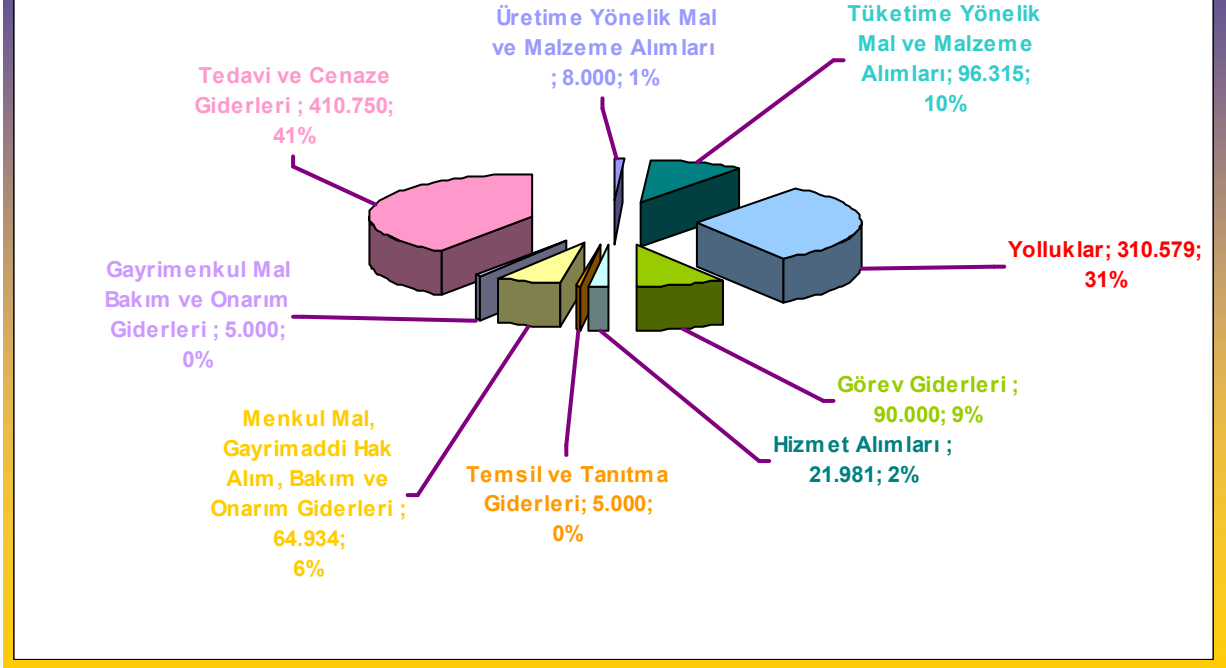 Üretime Yönelik Mal
ve Malzeme Alımları
; 8.000; 1%
Tüketime Yönelik
Mal ve Malzeme
Alımları; 96.315;
10%
Tedavi ve Cenaze
Giderleri ; 410.750;
41%
Yolluklar; 310.579;
31%
Gayrimenkul Mal
Bakım ve Onarım
Giderleri ; 5.000;
0%
Görev Giderleri ;
90.000; 9%
Menkul Mal,
Gayrimaddi Hak
Alım, Bakım ve
Onarım Giderleri ;
64.934;
6%
Temsil ve Tanıtma
Giderleri; 5.000;
0%
Hizmet Alımları ;
21.981; 2%